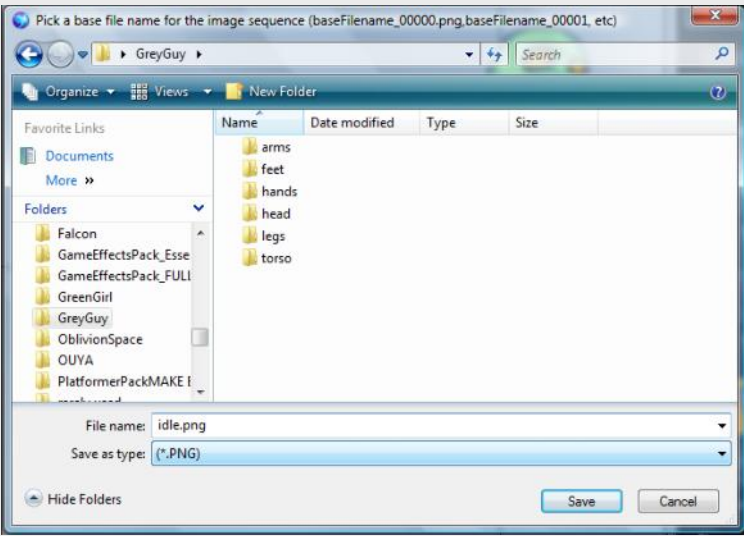 Pick a base file name for the image sequence (baseFilename_00000.png,baseFilename_00001, etc)
GreyGuy
Search
Organize Views New Folder
Favorite Links
Documents
More »
Folders
Falcon
GameEffectsPack_Esse
GameEffectsPack_FULL
GreenGirl
GreyGuy
OblivionSpace
OUYA
PlatformerPackMAKE
Name Date modified Type Size
arms
feet
hands
head
legs
torso
File name: idle.png
Save as type: (*.PNG)
Hide Folders Save Cancel